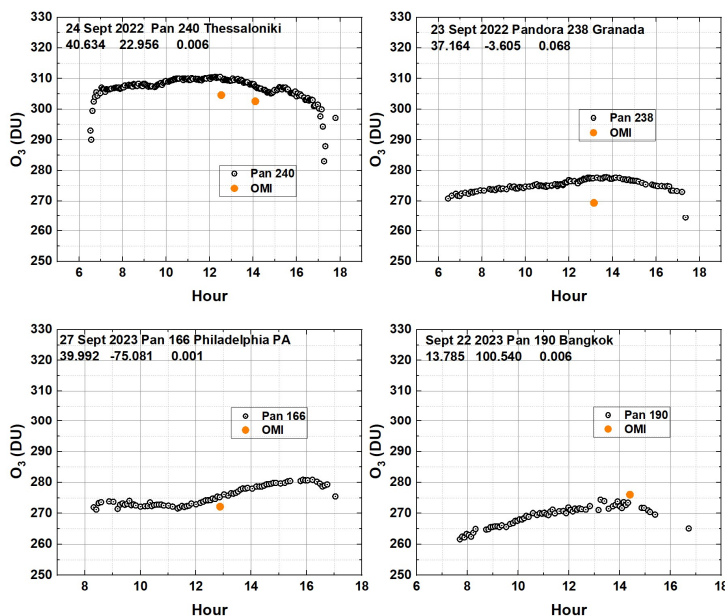 24 Sept 2022 Pan 240 Thessaloniki
40.634 22.956 0.006
O3 (DU)
330
320
310
300
290
280
270
260
250
Pan 240
OMI
6 8 10 12 14 16 18
Hour
23 Sept 2022 Pandora 238 Granada
37.164 -3.605 0.068
O3 (DU)
330
320
310
300
290
280
270
260
250
Pan 238
OMI
6 8 10 12 14 16 18
Hour
27 Sept 2023 Pan 166 Philadelphia PA
39.992 -75.081 0.001
O3 (DU)
330
320
310
300
290
280
270
260
250
Pan 166
OMI
6 8 10 12 14 16 18
Hour
Sept 22 2023 Pan 190 Bangkok
13.785 100.540 0.006
O3 (DU)
330
320
310
300
290
280
270
260
250
Pan 190
OMI
6 8 10 12 14 16 18
Hour